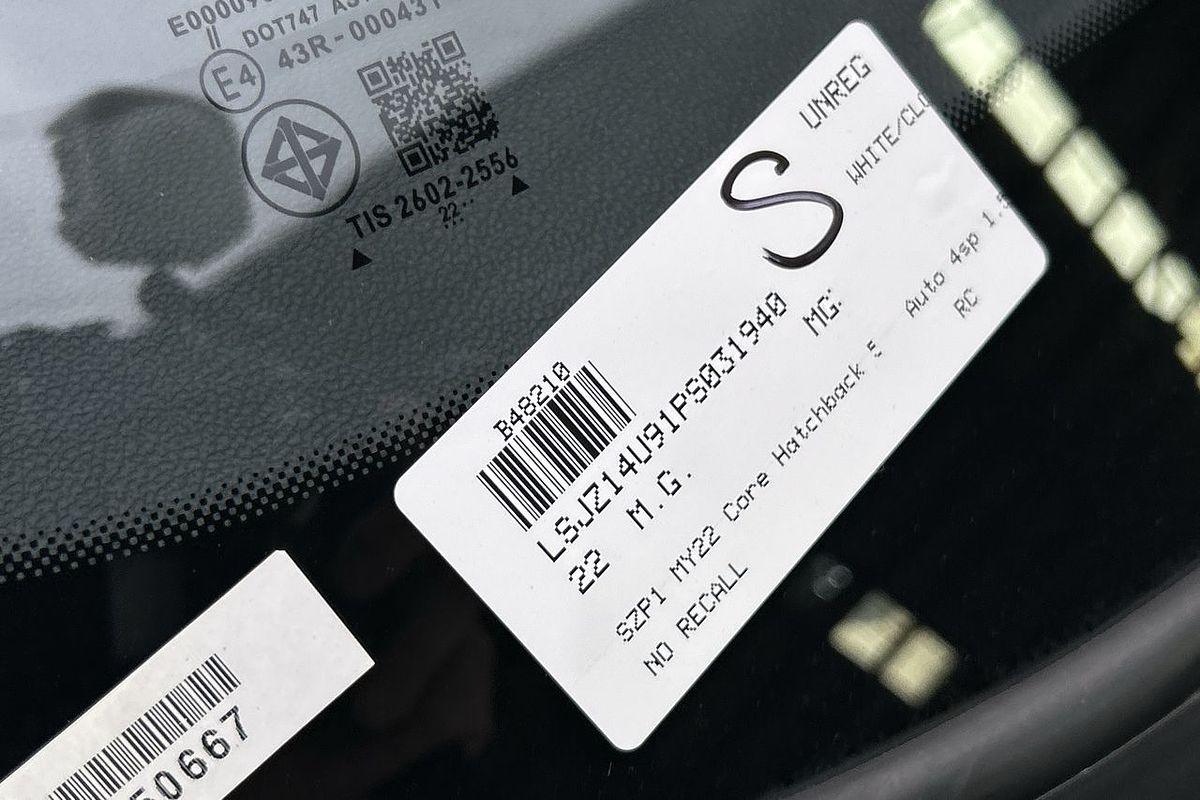 DOT747
43R-000431
E4
TIS 2602-2556
22
UNREG
S
WHITE/CLO
B48210
LSJZ14U91PS031940
22 M.G. MG
SZP1 MY22 Core Hatchback 5 Auto 4sp 1.5
NO RECALL RC
50667